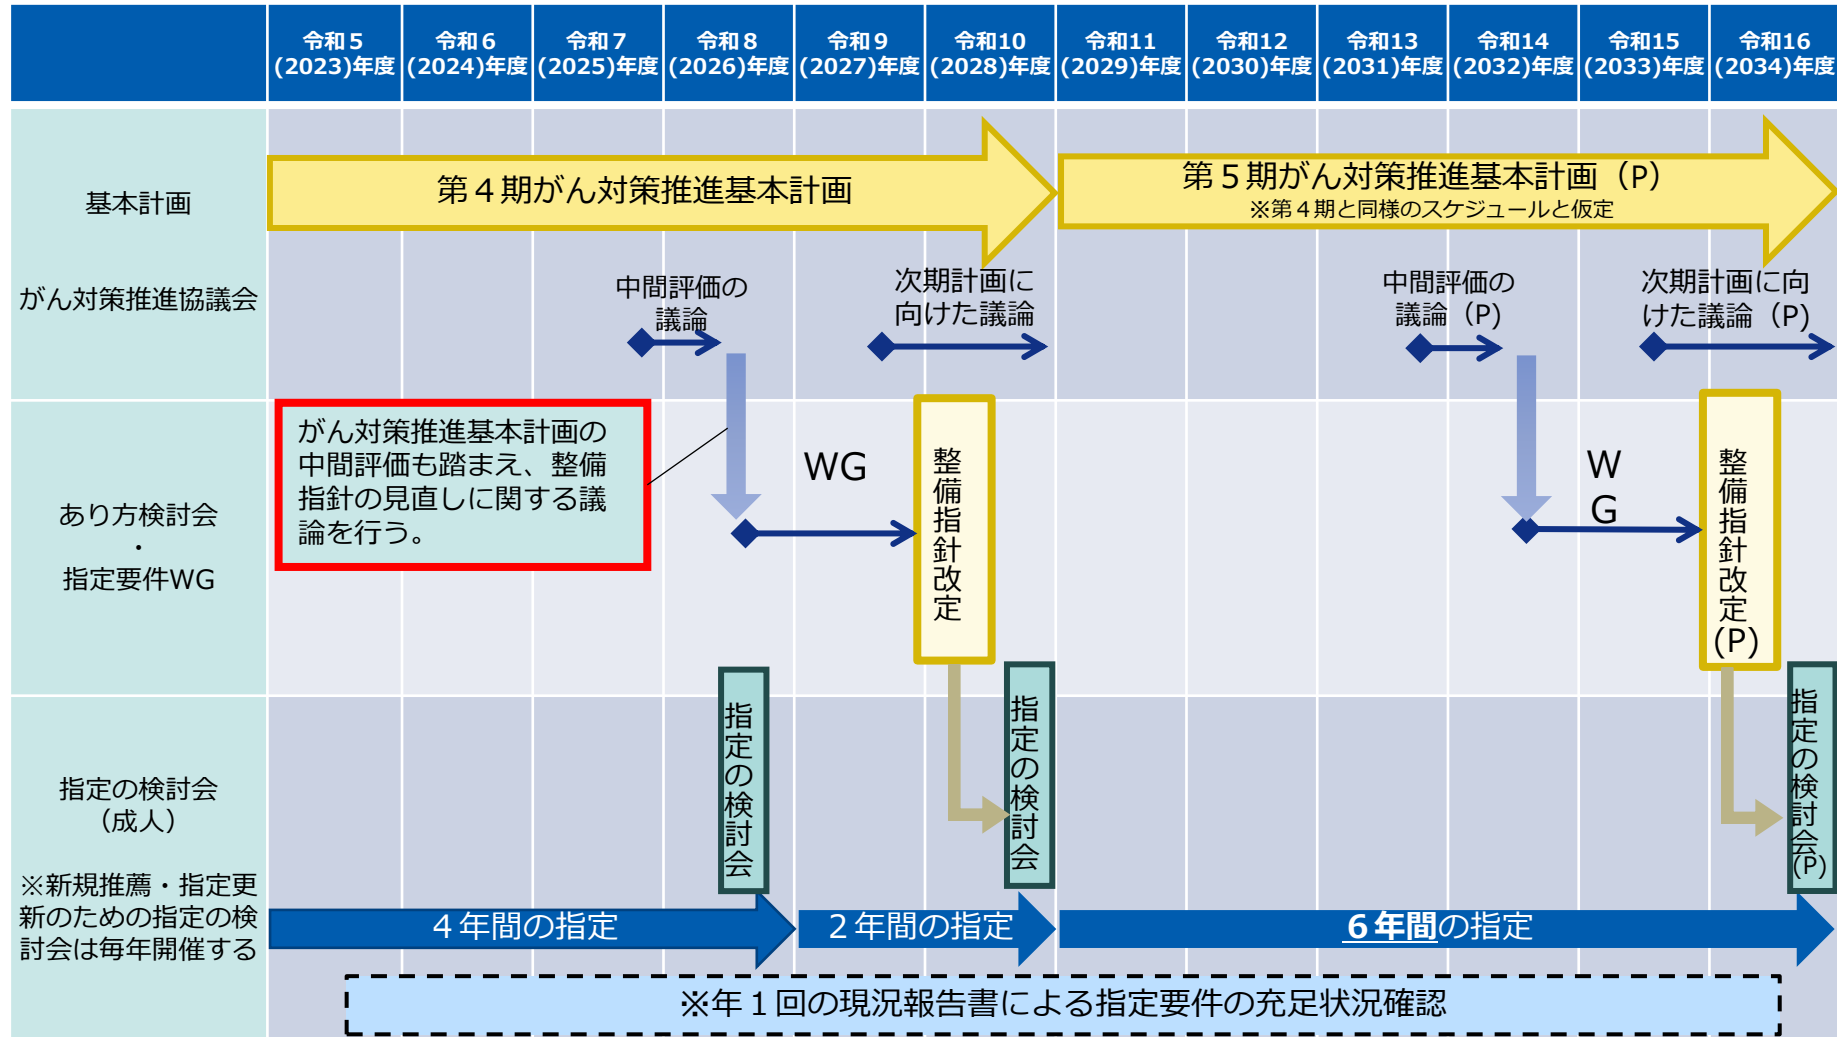 令和５
(2023)年度
令和６
(2024)年度
令和７
(2025)年度
令和８
(2026)年度
令和９
(2027)年度
令和10
(2028)年度
令和11
(2029)年度
令和12
(2030)年度
令和13
(2031)年度
令和14
(2032)年度
令和15
(2033)年度
令和16
(2034)年度
基本計画
がん対策推進協議会
第４期がん対策推進基本計画
第５期がん対策推進基本計画（P）
※第４期と同様のスケジュールと仮定
中間評価の
議論
次期計画に
向けた議論
中間評価の
議論（P)
次期計画に向
けた議論（P)
あり方検討会
・
指定要件WG
がん対策推進基本計画の
中間評価も踏まえ、整備
指針の見直しに関する議
論を行う。
WG
整備指針改定
W
G
整備指針改定
(P)
指定の検討会
（成人）
※新規推薦・指定更
新のための指定の検
討会は毎年開催する
指定の検討会
指定の検討会
指定の検討会
(P)
４年間の指定
２年間の指定
６年間の指定
※年１回の現況報告書による指定要件の充足状況確認